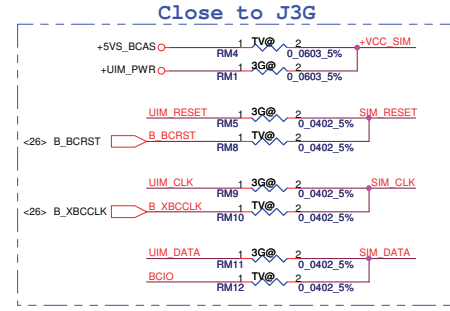 Close to J3G
+5VS_BCAS 1 TV@ 2 +VCC_SIM
RM4 0_0603_5%
+UIM_PWR 1 3G@ 2
RM1 0_0603_5%
UIM_RESET 1 3G@ 2 SIM_RESET
RM5 0_0402_5%
<26> B_BCRST B_BCRST 1 TV@ 2
RM8 0_0402_5%
UIM_CLK 1 3G@ 2 SIM_CLK
RM9 0_0402_5%
<26> B_XBCCLK B_XBCCLK 1 TV@ 2
RM10 0_0402_5%
UIM_DATA 1 3G@ 2 SIM_DATA
RM11 0_0402_5%
BCIO 1 TV@ 2
RM12 0_0402_5%